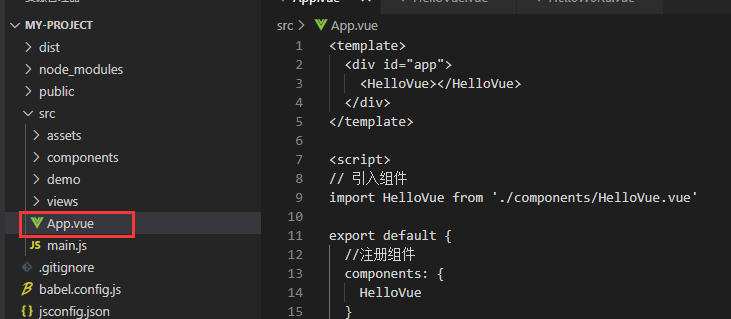 MY-PROJECT
dist
node_modules
public
src
assets
components
demo
views
App.vue
JS main.js
.gitignore
babel.config.js
{} jsconfig.json
src > App.vue
1 <template>
2 <div id="app">
3 <HelloVue></HelloVue>
4 </div>
5 </template>
6
7 <script>
8 // 引入组件
9 import HelloVue from './components/HelloVue.vue'
10
11 export default {
12 //注册组件
13 components: {
14 HelloVue
15 }